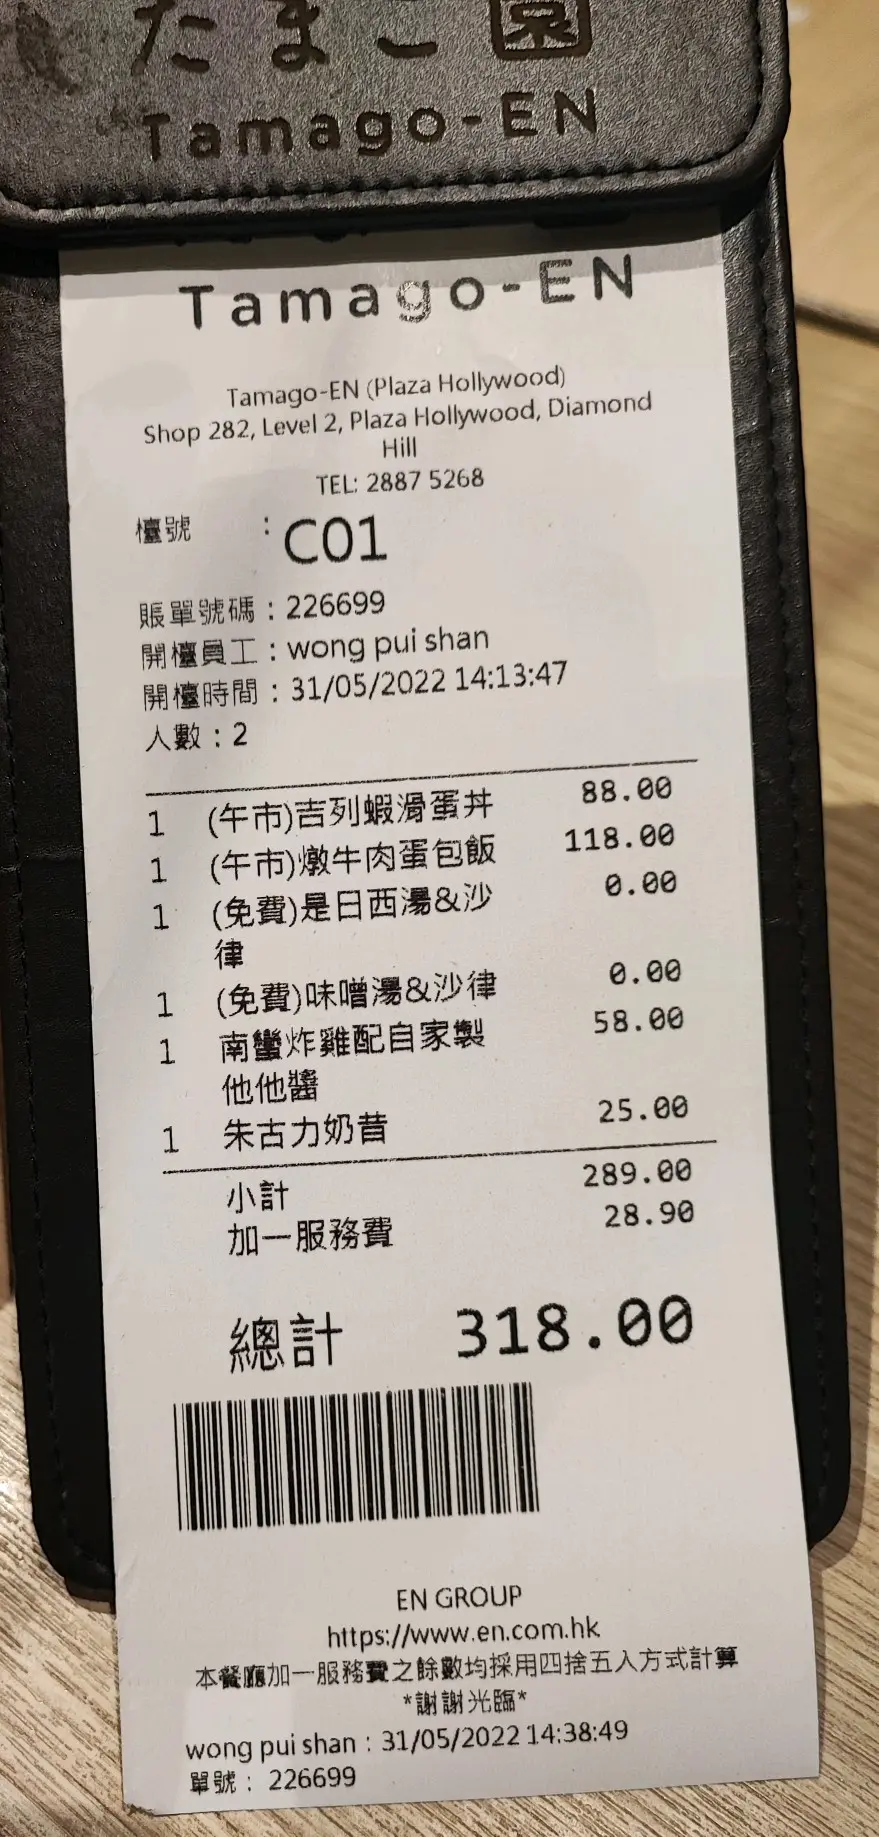 たまご園
Tamago-EN
Tamago-EN
Tamago-EN (Plaza Hollywood)
Shop 282, Level 2, Plaza Hollywood, Diamond
Hill
TEL: 2887 5268
檯號 : C01
賬單號碼 : 226699
開檯員工 : wong pui shan
開檯時間 : 31/05/2022 14:13:47
人數 : 2
1 (午市)吉列蝦滑蛋丼 88.00
1 (午市)燉牛肉蛋包飯 118.00
1 (免費)是日西湯&沙 0.00
律
1 (免費)味噌湯&沙律 0.00
1 南蠻炸雞配自家製 58.00
他他醬
1 朱古力奶昔 25.00
小計 289.00
加一服務費 28.90
總計 318.00
EN GROUP
https://www.en.com.hk
本餐廳加一服務費之餘數均採用四捨五入方式計算
*謝謝光臨*
wong pui shan : 31/05/2022 14:38:49
單號 : 226699